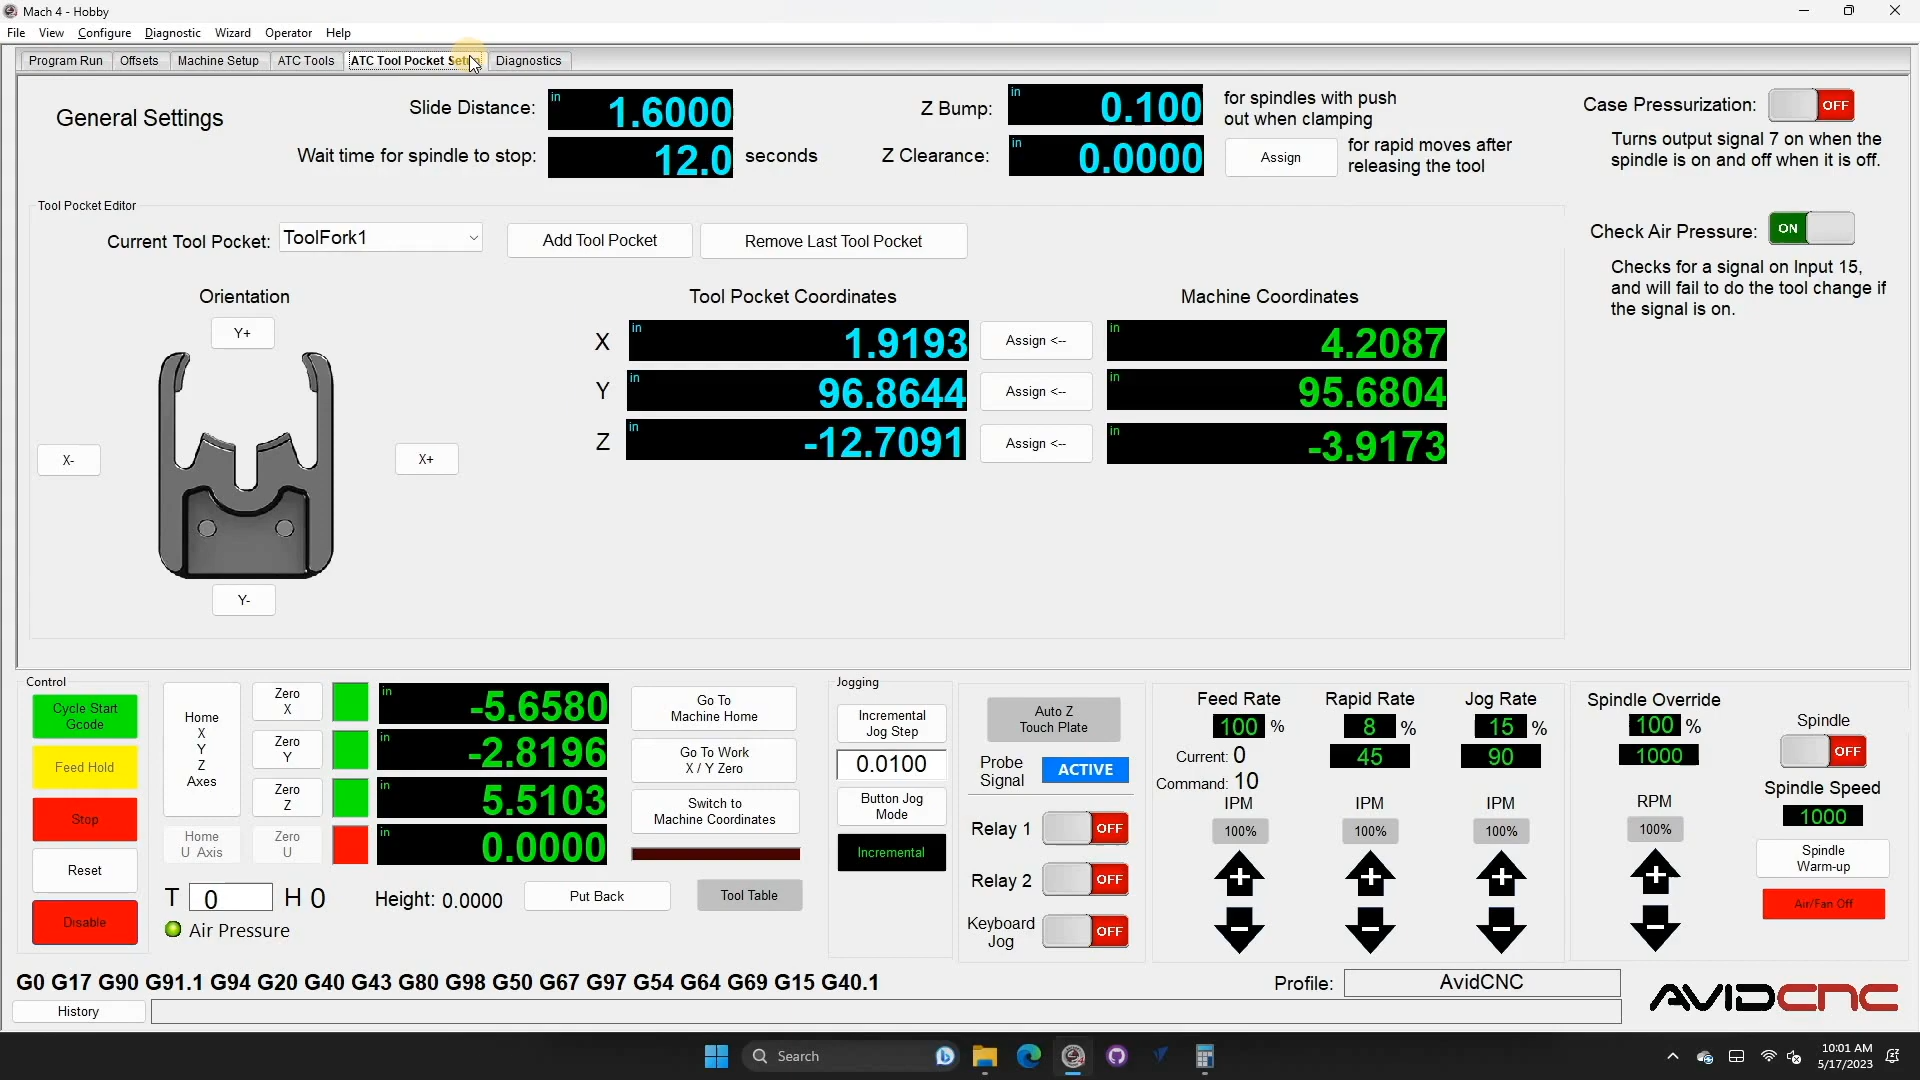 Mach 4 - Hobby
File View Configure Diagnostic Wizard Operator Help
Program Run Offsets Machine Setup ATC Tools ATC Tool Pocket Diagnostics
General Settings
Slide Distance: in 1.6000
Wait time for spindle to stop: 12.0 seconds
Z Bump: in 0.100 for spindles with push
out when clamping
Z Clearance: in 0.0000 Assign for rapid moves after
releasing the tool
Case Pressurization: OFF
Turns output signal 7 on when the
spindle is on and off when it is off.
Tool Pocket Editor
Current Tool Pocket: ToolFork1 Add Tool Pocket Remove Last Tool Pocket
Check Air Pressure: ON
Checks for a signal on Input 15,
and will fail to do the tool change if
the signal is on.
Orientation
Y+
X-
X+
Y-
Tool Pocket Coordinates Machine Coordinates
X in 1.9193 Assign <-- in 4.2087
Y in 96.8644 Assign <-- in 95.6804
Z in -12.7091 Assign <-- in -3.9173
Control
Cycle Start
Gcode
Feed Hold
Stop
Reset
Disable
Home
X
Y
Z
Axes
Home
U Axis
Zero
X
in -5.6580
Zero
Y
in -2.8196
Zero
Z
in 5.5103
Zero
U
in 0.0000
Go To
Machine Home
Go To Work
X / Y Zero
Switch to
Machine Coordinates
T 0 H 0 Height: 0.0000 Put Back Tool Table
Air Pressure
Jogging
Incremental
Jog Step
0.0100
Button Jog
Mode
Incremental
Auto Z
Touch Plate
Probe
Signal
ACTIVE
Relay 1 OFF
Relay 2 OFF
Keyboard
Jog
OFF
Feed Rate
100 %
Current: 0
Command: 10
IPM
100%
+
-
Rapid Rate
8 %
45
IPM
100%
+
-
Jog Rate
15 %
90
IPM
100%
+
-
Spindle Override
100 %
1000
RPM
100%
+
-
Spindle
OFF
Spindle Speed
1000
Spindle
Warm-up
Air/Fan Off
G0 G17 G90 G91.1 G94 G20 G40 G43 G80 G98 G50 G67 G97 G54 G64 G69 G15 G40.1
Profile: AvidCNC
History
AVIDCNC
Search
10:01 AM
5/17/2023